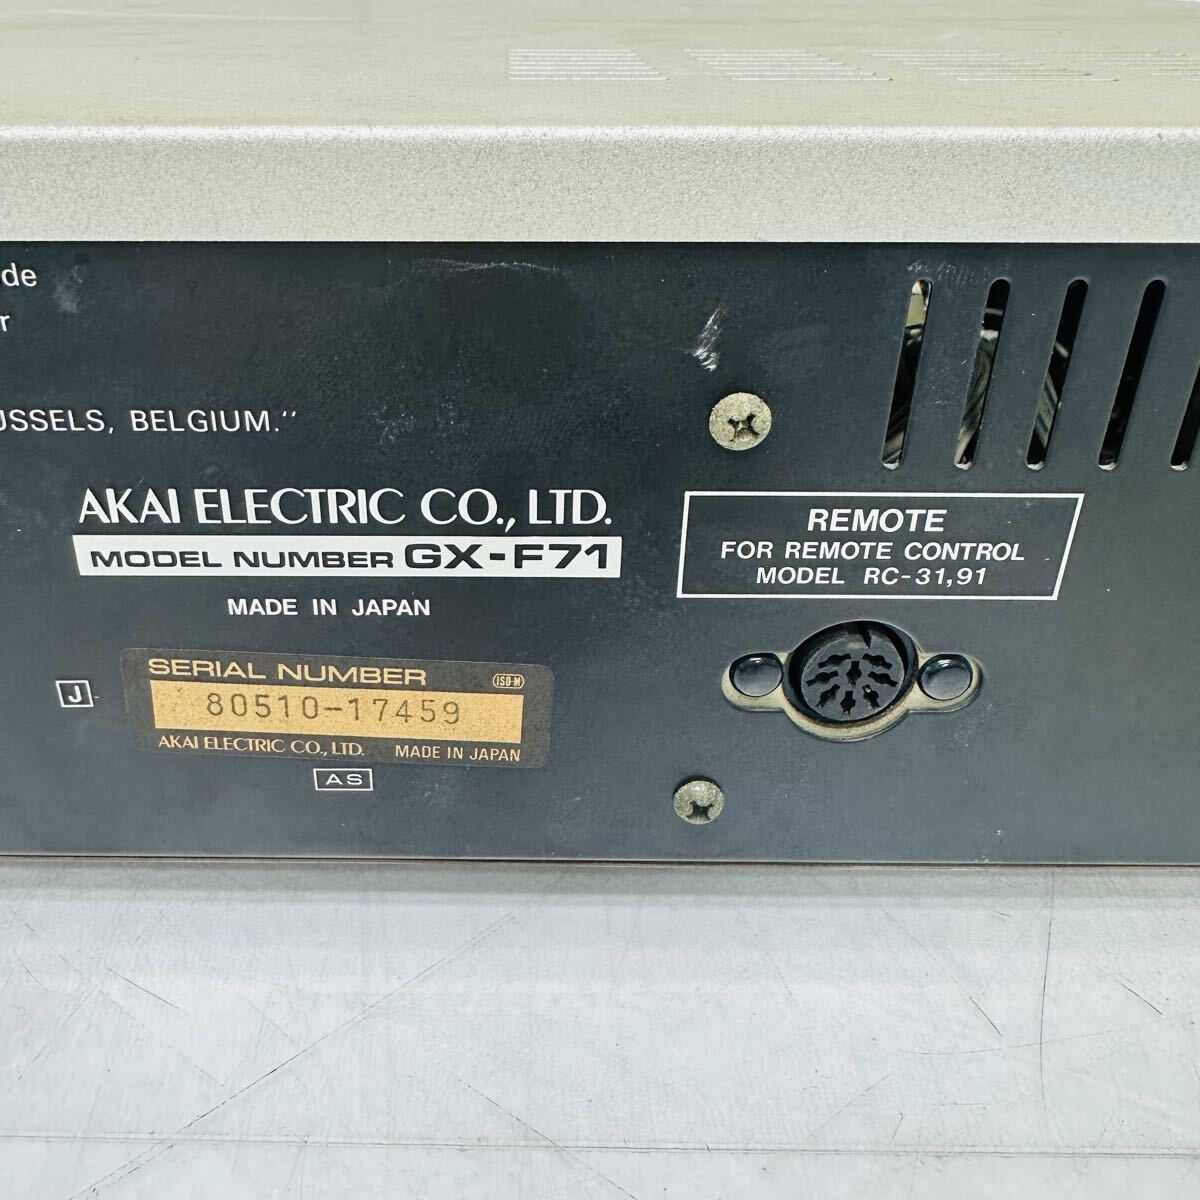 de
r
USSELS, BELGIUM."
AKAI ELECTRIC CO., LTD.
MODEL NUMBER GX-F71
MADE IN JAPAN
REMOTE
FOR REMOTE CONTROL
MODEL RC-31,91
J
SERIAL NUMBER
ISO-M
80510-17459
AKAI ELECTRIC CO., LTD. MADE IN JAPAN
AS